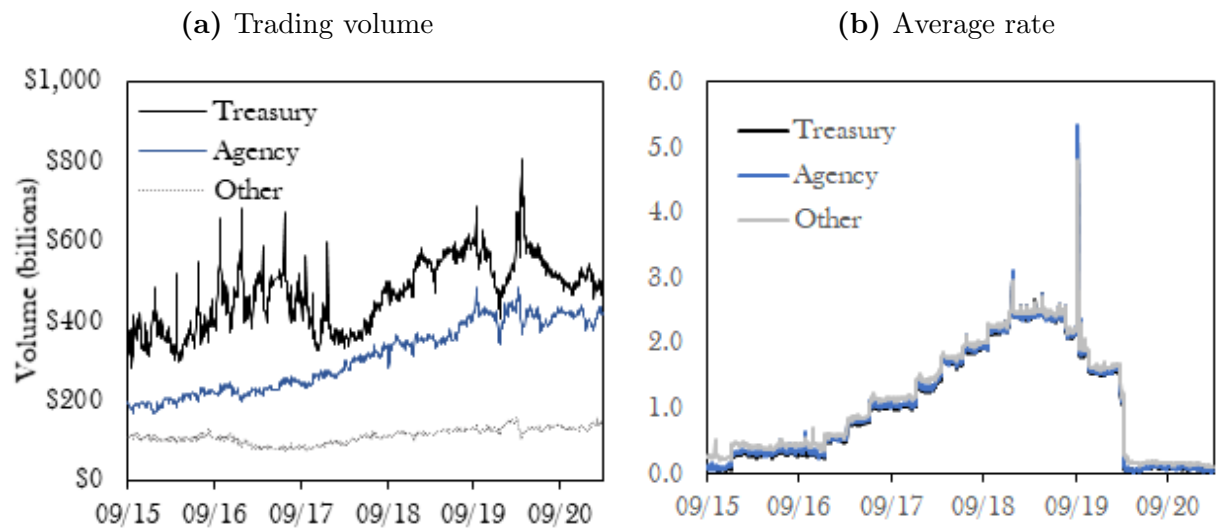 (a) Trading volume
$1,000
$800
$600
$400
$200
$0
Volume (billions)
Treasury
Agency
Other
09/15 09/16 09/17 09/18 09/19 09/20
(b) Average rate
6.0
5.0
4.0
3.0
2.0
1.0
0.0
Treasury
Agency
Other
09/15 09/16 09/17 09/18 09/19 09/20